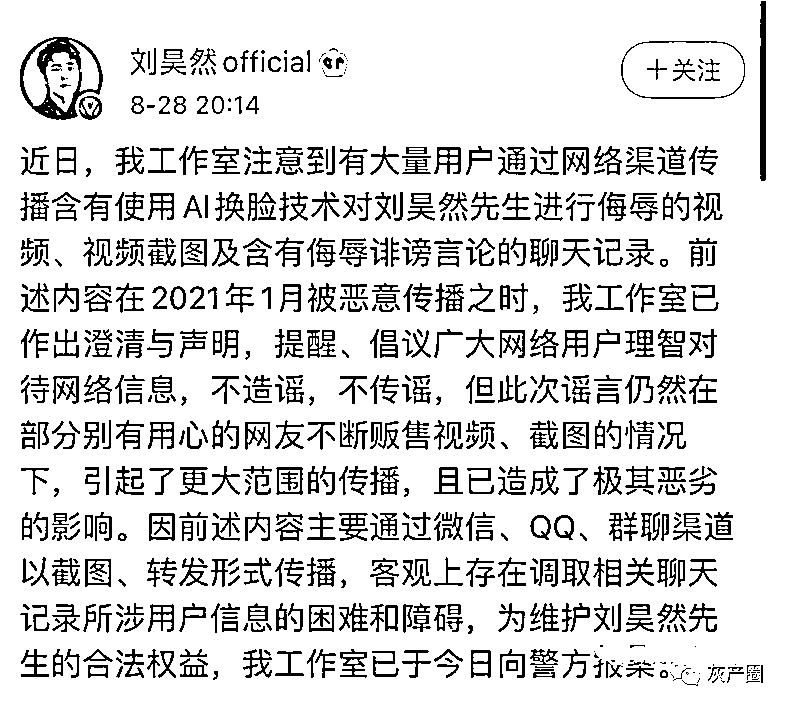 刘昊然official
8-28 20:14
+关注
近日，我工作室注意到有大量用户通过网络渠道传
播含有使用AI换脸技术对刘昊然先生进行侮辱的视
频、视频截图及含有侮辱诽谤言论的聊天记录。前
述内容在2021年1月被恶意传播之时，我工作室已
作出澄清与声明，提醒、倡议广大网络用户理智对
待网络信息，不造谣，不传谣，但此次谣言仍然在
部分别有用心的网友不断贩售视频、截图的情况
下，引起了更大范围的传播，且已造成了极其恶劣
的影响。因前述内容主要通过微信、QQ、群聊渠道
以截图、转发形式传播，客观上存在调取相关聊天
记录所涉用户信息的困难和障碍，为维护刘昊然先
生的合法权益，我工作室已于今日向警方报案。
灰产圈